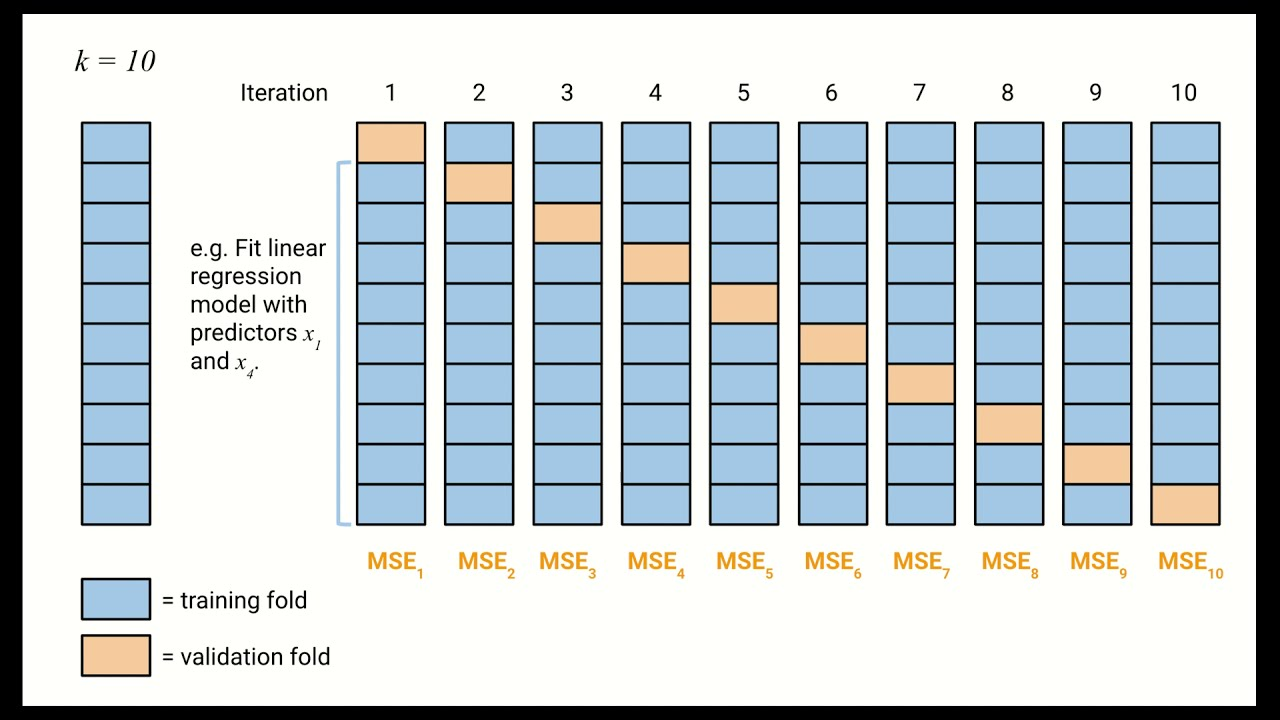 k = 10
Iteration 1 2 3 4 5 6 7 8 9 10
e.g. Fit linear
regression
model with
predictors x₁
and x₄.
MSE₁ MSE₂ MSE₃ MSE₄ MSE₅ MSE₆ MSE₇ MSE₈ MSE₉ MSE₁₀
= training fold
= validation fold